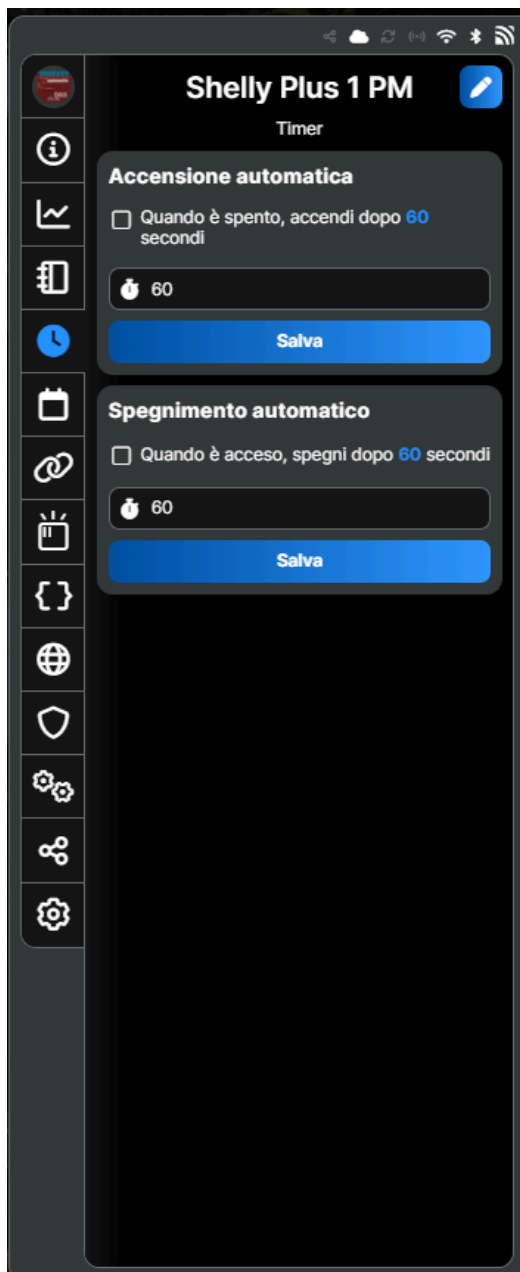 Shelly Plus 1 PM
Timer
Accensione automatica
Quando è spento, accendi dopo 60
secondi
60
Salva
Spegnimento automatico
Quando è acceso, spegni dopo 60 secondi
60
Salva